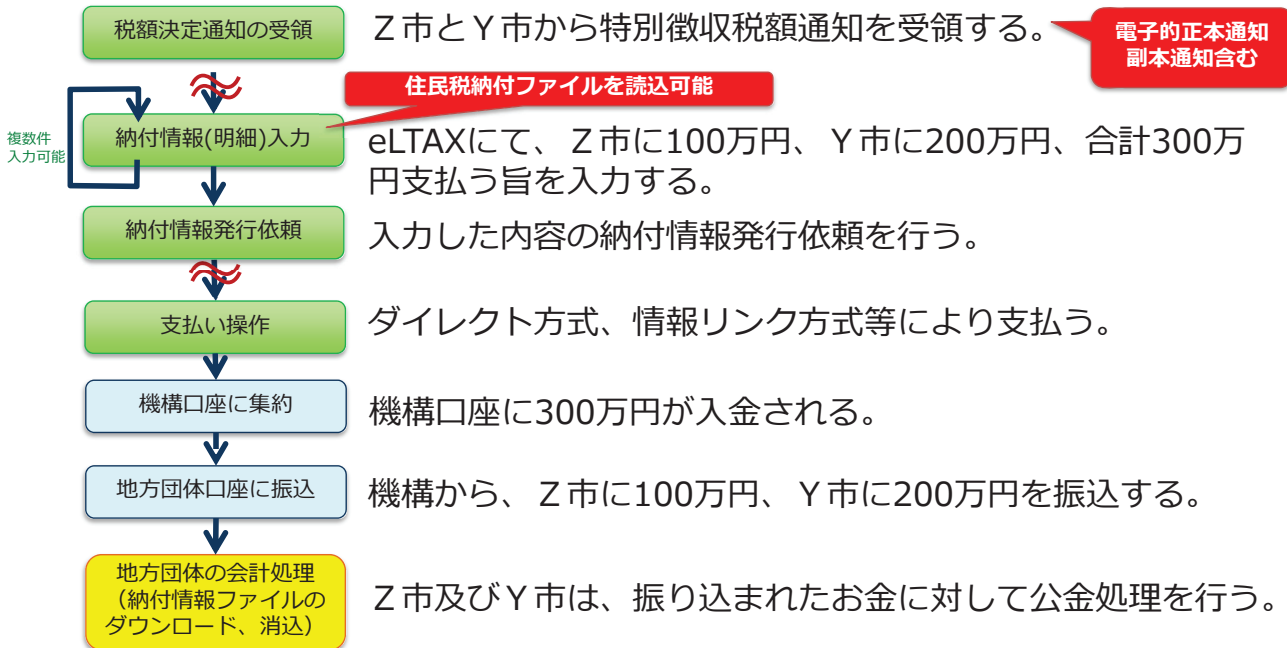 税額決定通知の受領
Ｚ市とＹ市から特別徴収税額通知を受領する。
電子的正本通知
副本通知含む
住民税納付ファイルを読込可能
複数件
入力可能
納付情報(明細)入力
eLTAXにて、Ｚ市に100万円、Ｙ市に200万円、合計300万
円支払う旨を入力する。
納付情報発行依頼
入力した内容の納付情報発行依頼を行う。
支払い操作
ダイレクト方式、情報リンク方式等により支払う。
機構口座に集約
機構口座に300万円が入金される。
地方団体口座に振込
機構から、Ｚ市に100万円、Ｙ市に200万円を振込する。
地方団体の会計処理
（納付情報ファイルの
ダウンロード、消込）
Ｚ市及びＹ市は、振り込まれたお金に対して公金処理を行う。